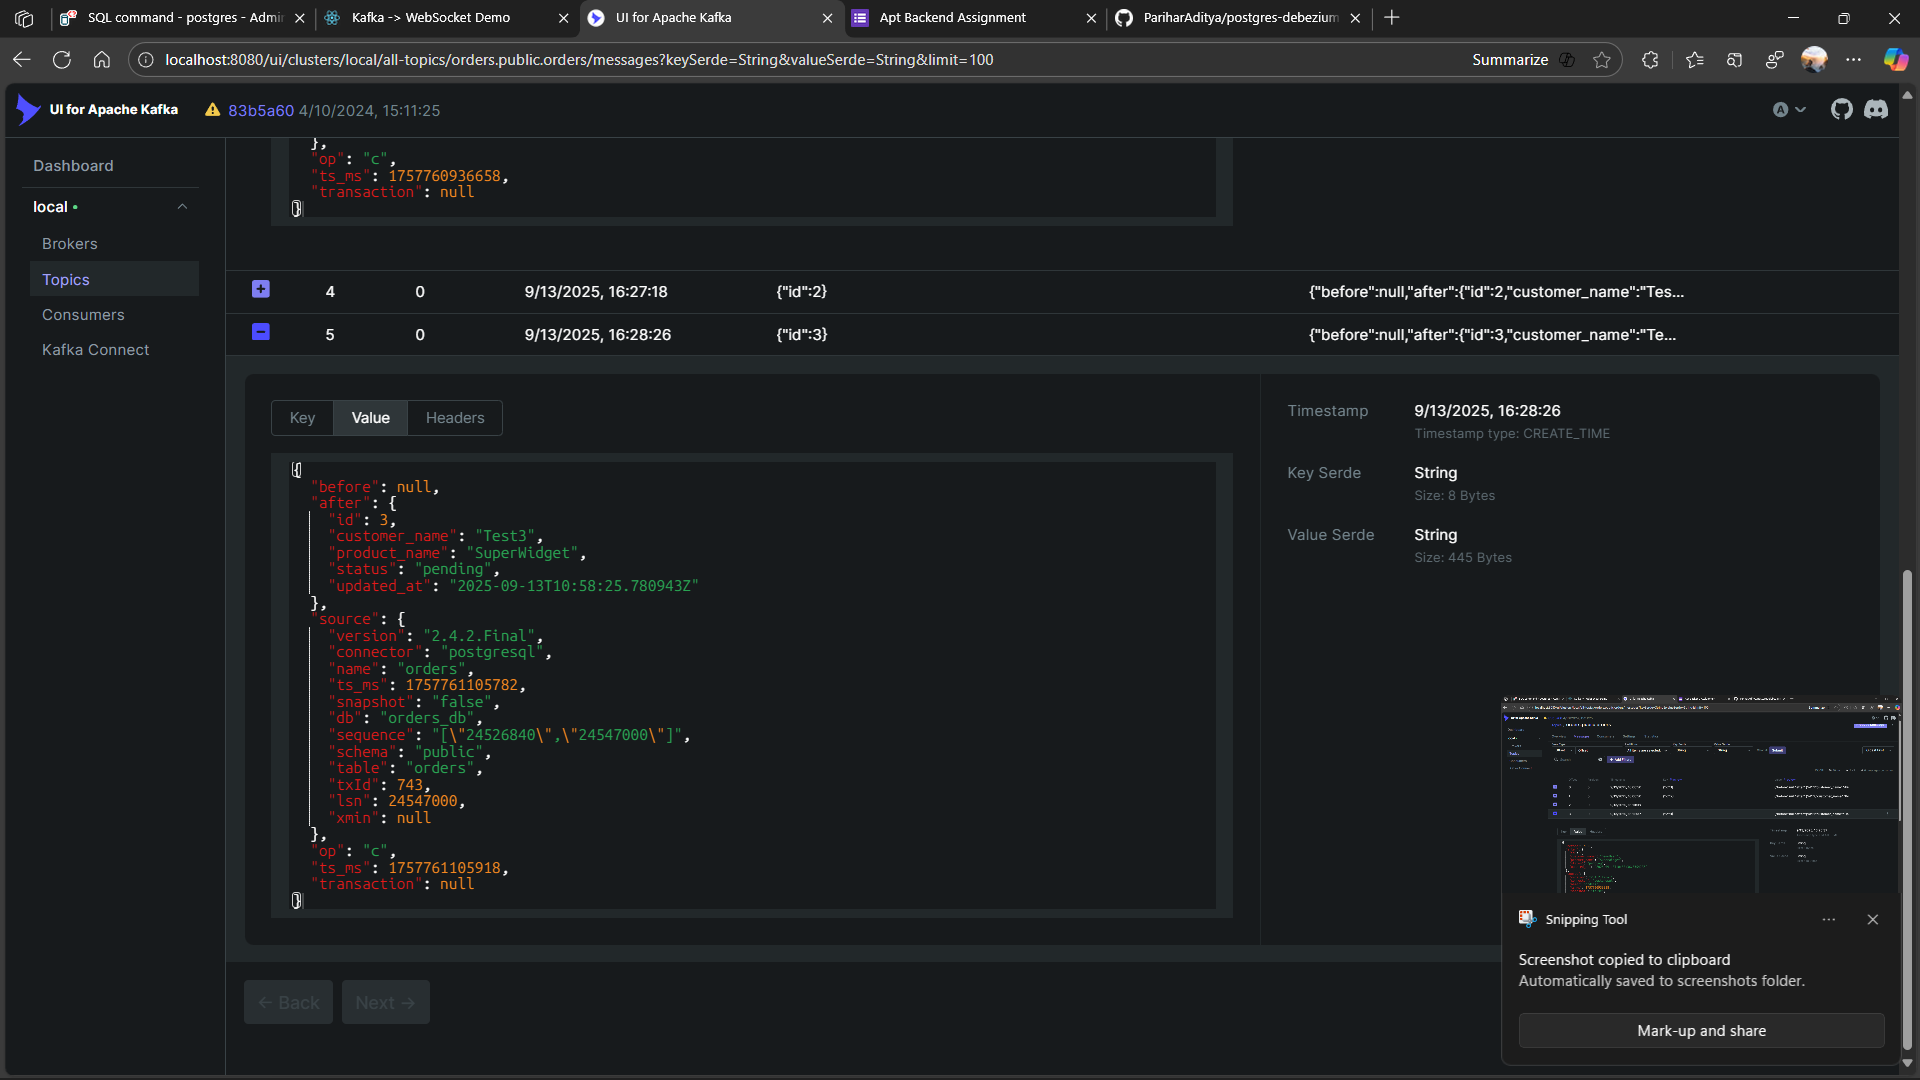 SQL command - postgres - Admin
Kafka -> WebSocket Demo
UI for Apache Kafka
Apt Backend Assignment
PariharAditya/postgres-debezium
localhost:8080/ui/clusters/local/all-topics/orders.public.orders/messages?keySerde=String&valueSerde=String&limit=100
Summarize
UI for Apache Kafka
83b5a60 4/10/2024, 15:11:25
A
Dashboard
local
Brokers
Topics
Consumers
Kafka Connect
},
"op": "c",
"ts_ms": 1757760936658,
"transaction": null
}
4 0 9/13/2025, 16:27:18 {"id":2} {"before":null,"after":{"id":2,"customer_name":"Tes...
5 0 9/13/2025, 16:28:26 {"id":3} {"before":null,"after":{"id":3,"customer_name":"Te...
Key Value Headers
{
"before": null,
"after": {
"id": 3,
"customer_name": "Test3",
"product_name": "SuperWidget",
"status": "pending",
"updated_at": "2025-09-13T10:58:25.780943Z"
},
"source": {
"version": "2.4.2.Final",
"connector": "postgresql",
"name": "orders",
"ts_ms": 1757761105782,
"snapshot": "false",
"db": "orders_db",
"sequence": "[\"24526840\",\"24547000\"]",
"schema": "public",
"table": "orders",
"txId": 743,
"lsn": 24547000,
"xmin": null
},
"op": "c",
"ts_ms": 1757761105918,
"transaction": null
}
Timestamp 9/13/2025, 16:28:26
Timestamp type: CREATE_TIME
Key Serde String
Size: 8 Bytes
Value Serde String
Size: 445 Bytes
← Back
Next →
Snipping Tool
Screenshot copied to clipboard
Automatically saved to screenshots folder.
Mark-up and share